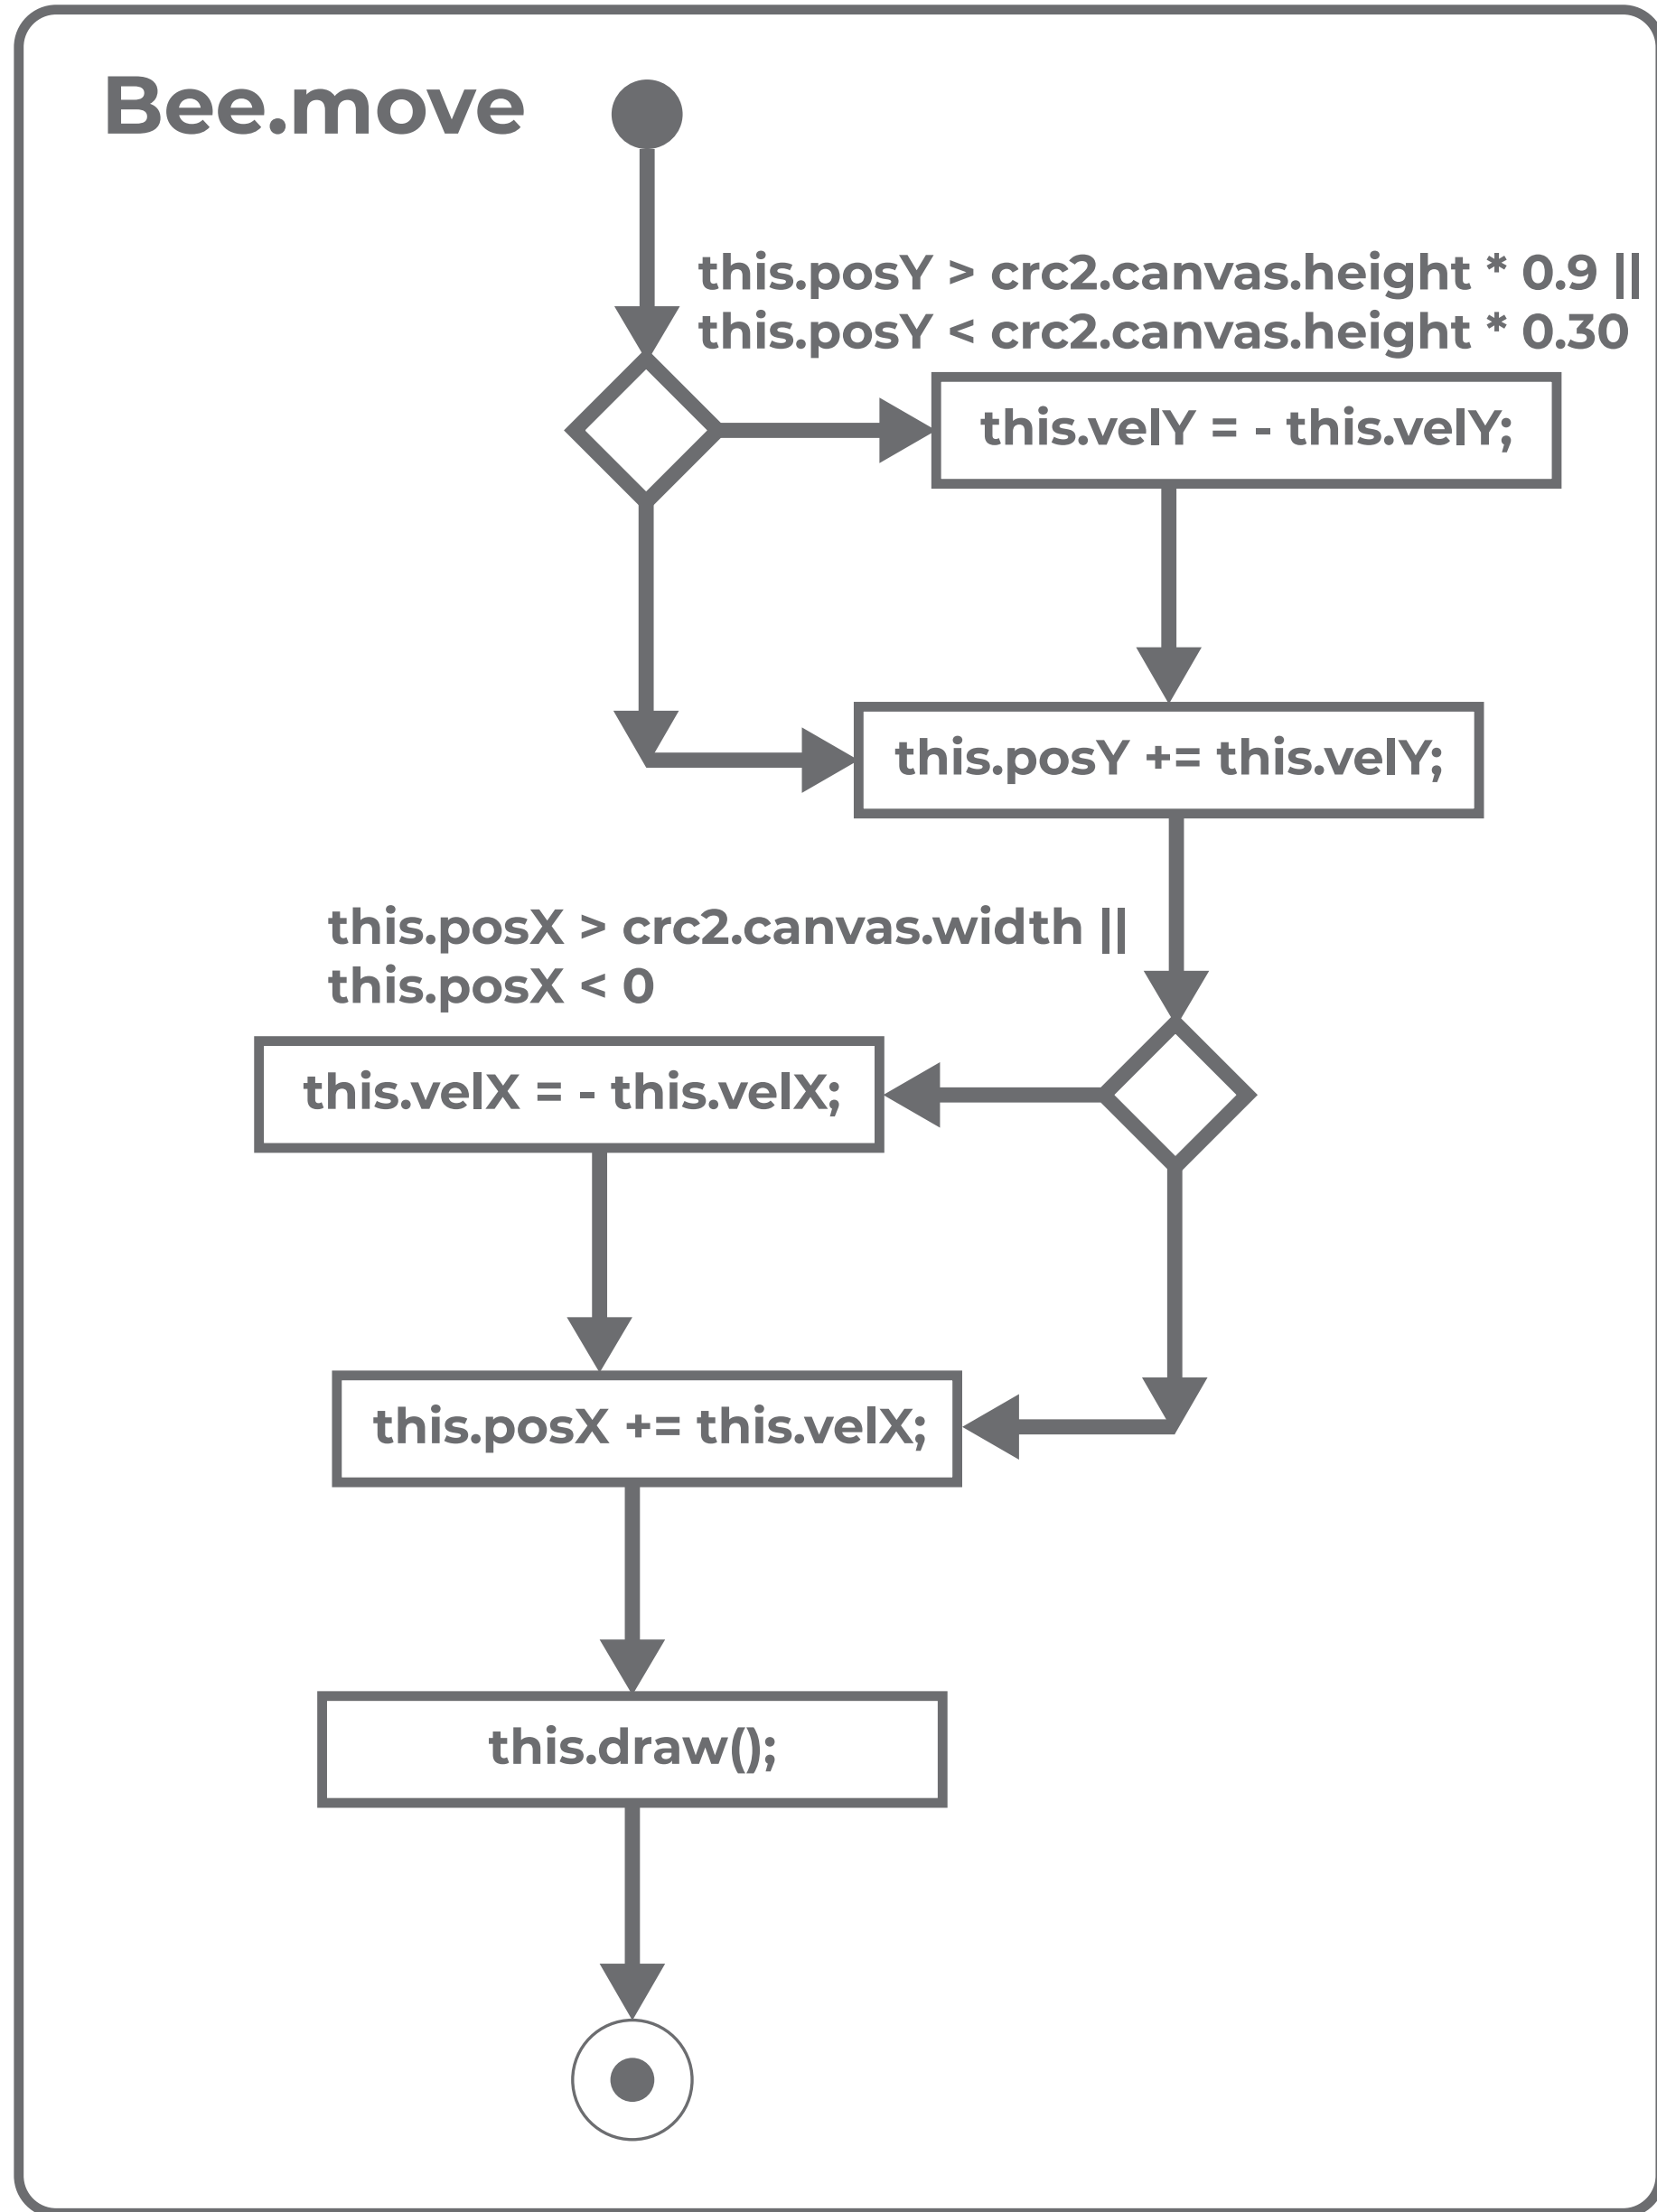 Bee.move
this.posY > crc2.canvas.height * 0.9 ||
this.posY < crc2.canvas.height * 0.30
this.velY = - this.velY;
this.posY += this.velY;
this.posX > crc2.canvas.width ||
this.posX < 0
this.velX = - this.velX;
this.posX += this.velX;
this.draw();